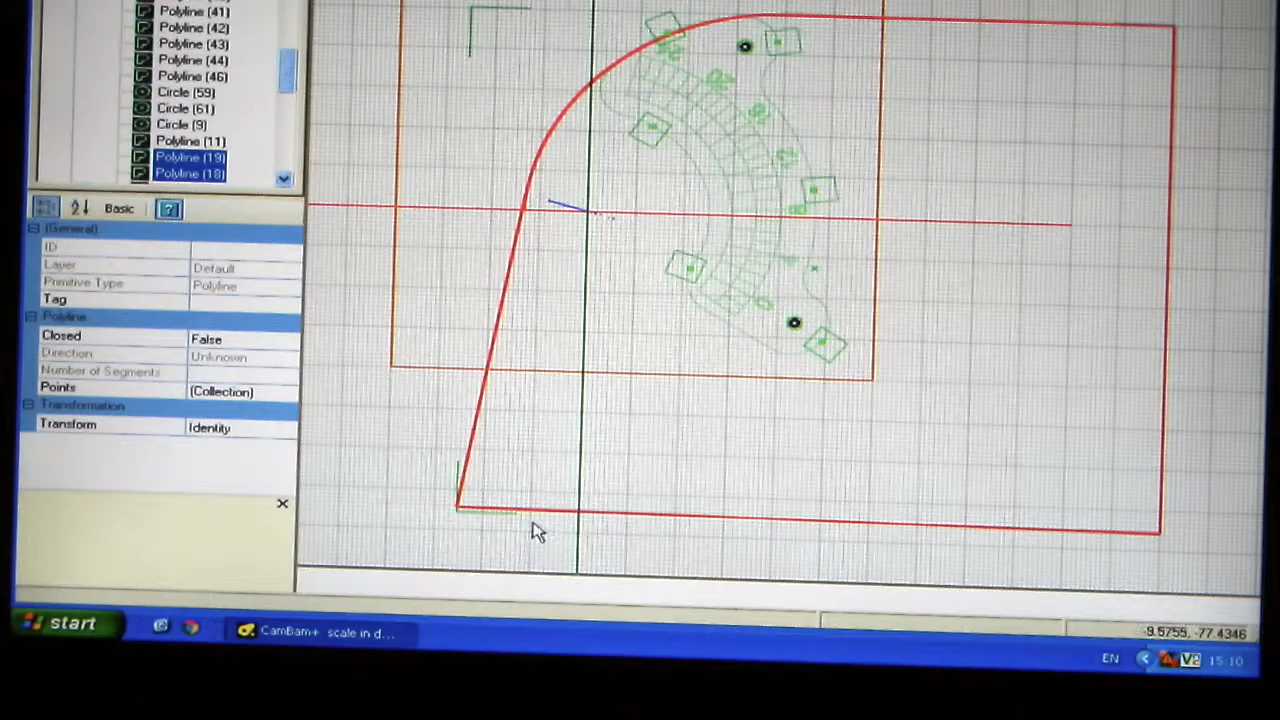 Polyline (41)
Polyline (42)
Polyline (43)
Polyline (44)
Polyline (46)
Circle (59)
Circle (61)
Circle (9)
Polyline (11)
Polyline (19)
Polyline (18)
Basic
(General)
ID
Layer Default
Primitive Type Polyline
Tag
Polyline
Closed False
Direction Unknown
Number of Segments
Points (Collection)
Transformation
Transform Identity
start
CamBam+ scale in d...
-9.5755, -77.4346
EN
15:10